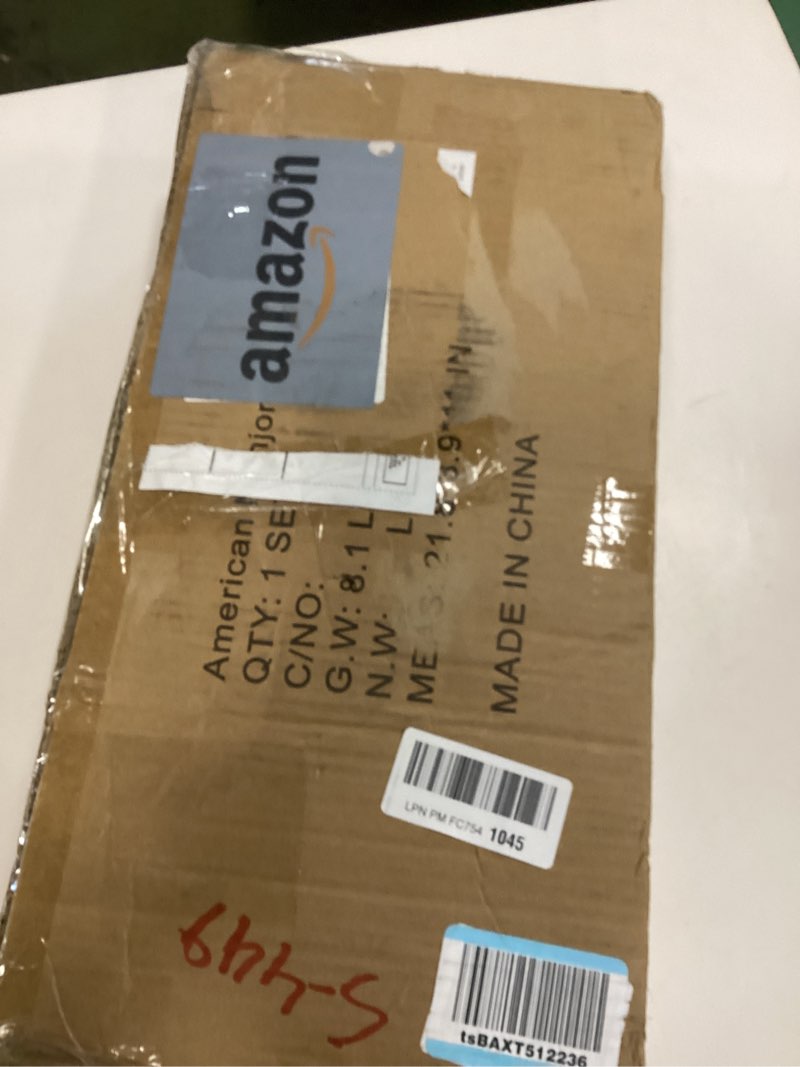 amazon
American
QTY: 1 SE
C/NO:
G.W: 8.1 L
N.W
MADE IN CHINA
LPN PM FC754 1045
S-449
tsBAXT512236